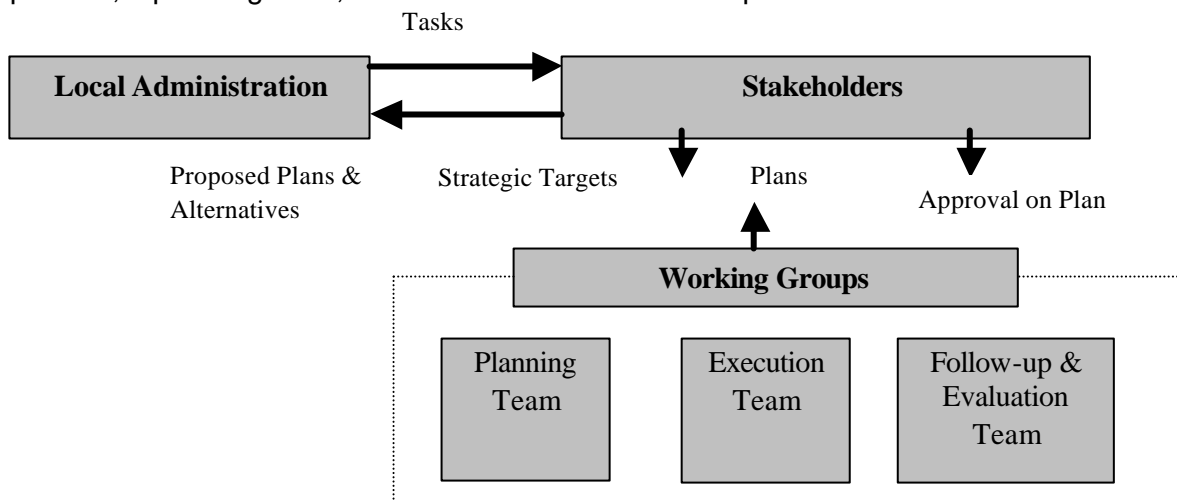 Tasks
Local Administration
Stakeholders
Proposed Plans &
Alternatives
Strategic Targets
Plans
Approval on Plan
Working Groups
Planning
Team
Execution
Team
Follow-up &
Evaluation
Team